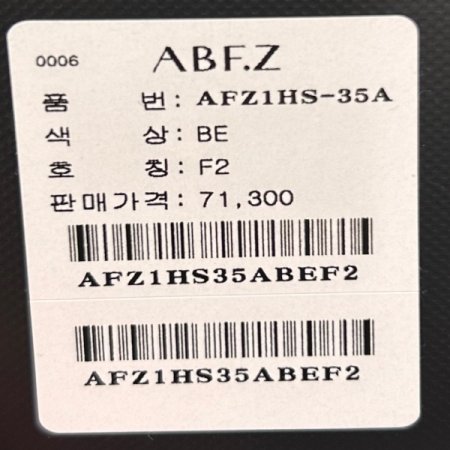 0006 ABF.Z
품 번: AFZ1HS-35A
색 상: BE
호 칭: F2
판매가격: 71,300
AFZ1HS35ABEF2
AFZ1HS35ABEF2